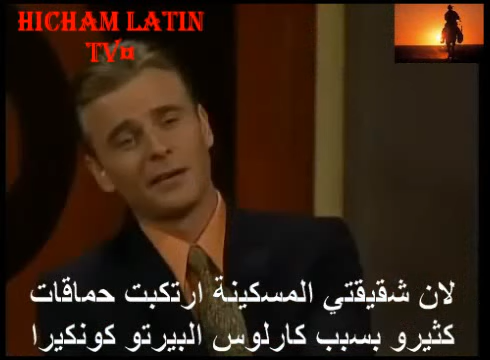 HICHAM LATIN
TV¤
لان شقيقتي المسكينة ارتكبت حماقات
كثيرو بسبب كارلوس البيرتو كونكيرا